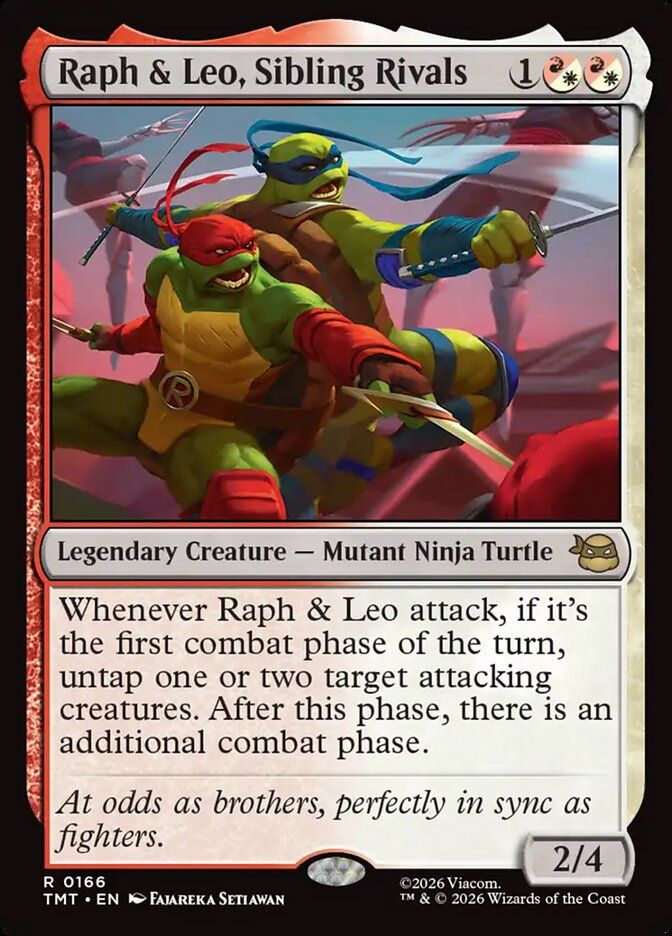 Raph & Leo, Sibling Rivals 1
R
Legendary Creature — Mutant Ninja Turtle
Whenever Raph & Leo attack, if it's
the first combat phase of the turn,
untap one or two target attacking
creatures. After this phase, there is an
additional combat phase.
At odds as brothers, perfectly in sync as
fighters.
2/4
R 0166
TMT • EN Fajareka Setiawan
©2026 Viacom.
™ & © 2026 Wizards of the Coast